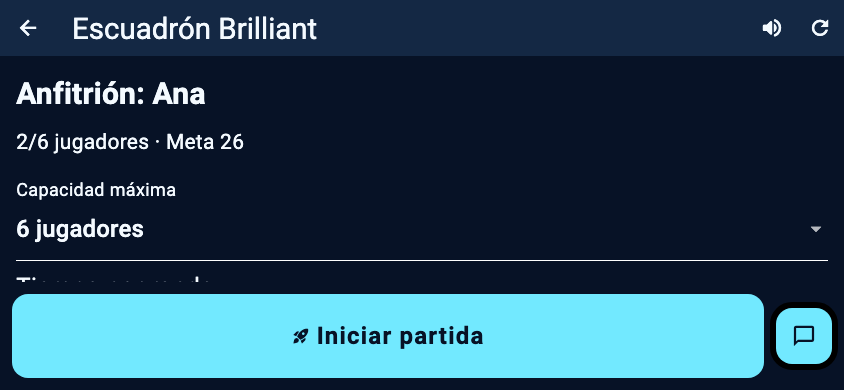 Escuadrón Brilliant
Anfitrión: Ana
2/6 jugadores · Meta 26
Capacidad máxima
6 jugadores
Iniciar partida